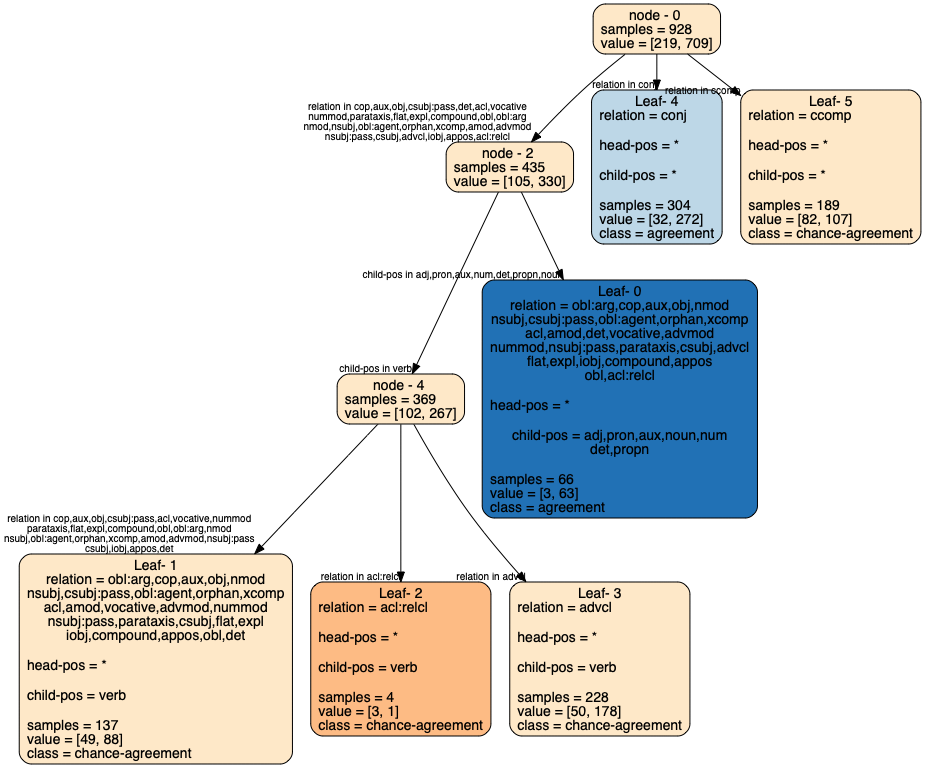 node - 0
samples = 928
value = [219, 709]
relation in conj
relation in ccomp
relation in cop,aux,obj,csubj:pass,det,acl,vocative
nummod,parataxis,flat,expl,compound,obl,obl:arg
nmod,nsubj,obl:agent,orphan,xcomp,amod,advmod
nsubj:pass,csubj,advcl,iobj,appos,acl:relcl
node - 2
samples = 435
value = [105, 330]
Leaf- 4
relation = conj
head-pos = *
child-pos = *
samples = 304
value = [32, 272]
class = agreement
Leaf- 5
relation = ccomp
head-pos = *
child-pos = *
samples = 189
value = [82, 107]
class = chance-agreement
child-pos in adj,pron,aux,num,det,propn,noun
Leaf- 0
relation = obl:arg,cop,aux,obj,nmod
nsubj,csubj:pass,obl:agent,orphan,xcomp
acl,amod,det,vocative,advmod
nummod,nsubj:pass,parataxis,csubj,advcl
flat,expl,iobj,compound,appos
obl,acl:relcl
head-pos = *
child-pos = adj,pron,aux,noun,num
det,propn
samples = 66
value = [3, 63]
class = agreement
child-pos in verb
node - 4
samples = 369
value = [102, 267]
relation in cop,aux,obj,csubj:pass,acl,vocative,nummod
parataxis,flat,expl,compound,obl,obl:arg,nmod
nsubj,obl:agent,orphan,xcomp,amod,advmod,nsubj:pass
csubj,iobj,appos,det
relation in acl:relcl
relation in advcl
Leaf- 1
relation = obl:arg,cop,aux,obj,nmod
nsubj,csubj:pass,obl:agent,orphan,xcomp
acl,amod,vocative,advmod,nummod
nsubj:pass,parataxis,csubj,flat,expl
iobj,compound,appos,obl,det
head-pos = *
child-pos = verb
samples = 137
value = [49, 88]
class = chance-agreement
Leaf- 2
relation = acl:relcl
head-pos = *
child-pos = verb
samples = 4
value = [3, 1]
class = chance-agreement
Leaf- 3
relation = advcl
head-pos = *
child-pos = verb
samples = 228
value = [50, 178]
class = chance-agreement